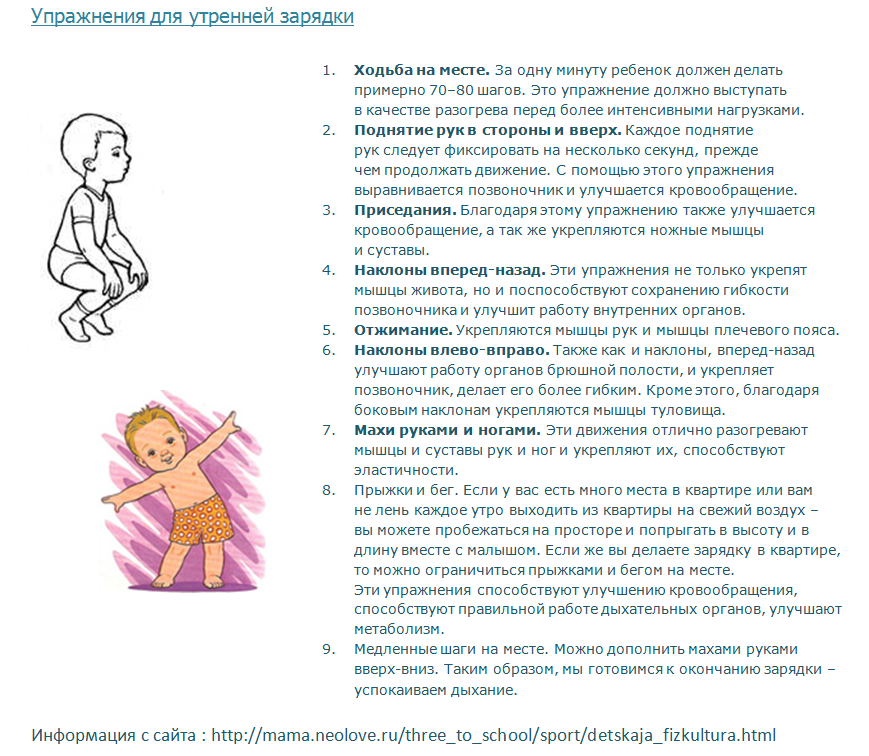 Упражнения для утренней зарядки
1. Ходьба на месте. За одну минуту ребенок должен делать
примерно 70–80 шагов. Это упражнение должно выступать
в качестве разогрева перед более интенсивными нагрузками.
2. Поднятие рук в стороны и вверх. Каждое поднятие
рук следует фиксировать на несколько секунд, прежде
чем продолжать движение. С помощью этого упражнения
выравнивается позвоночник и улучшается кровообращение.
3. Приседания. Благодаря этому упражнению также улучшается
кровообращение, а так же укрепляются ножные мышцы
и суставы.
4. Наклоны вперед-назад. Эти упражнения не только укрепят
мышцы живота, но и поспособствуют сохранению гибкости
позвоночника и улучшит работу внутренних органов.
5. Отжимание. Укрепляются мышцы рук и мышцы плечевого пояса.
6. Наклоны влево-вправо. Также как и наклоны, вперед-назад
улучшают работу органов брюшной полости, и укрепляет
позвоночник, делает его более гибким. Кроме этого, благодаря
боковым наклонам укрепляются мышцы туловища.
7. Махи руками и ногами. Эти движения отлично разогревают
мышцы и суставы рук и ног и укрепляют их, способствуют
эластичности.
8. Прыжки и бег. Если у вас есть много места в квартире или вам
не лень каждое утро выходить из квартиры на свежий воздух –
вы можете пробежаться на просторе и попрыгать в высоту и в
длину вместе с малышом. Если же вы делаете зарядку в квартире,
то можно ограничиться прыжками и бегом на месте.
Эти упражнения способствуют улучшению кровообращения,
способствуют правильной работе дыхательных органов, улучшают
метаболизм.
9. Медленные шаги на месте. Можно дополнить махами руками
вверх-вниз. Таким образом, мы готовимся к окончанию зарядки –
успокаиваем дыхание.
Информация с сайта : http://mama.neolove.ru/three_to_school/sport/detskaja_fizkultura.html